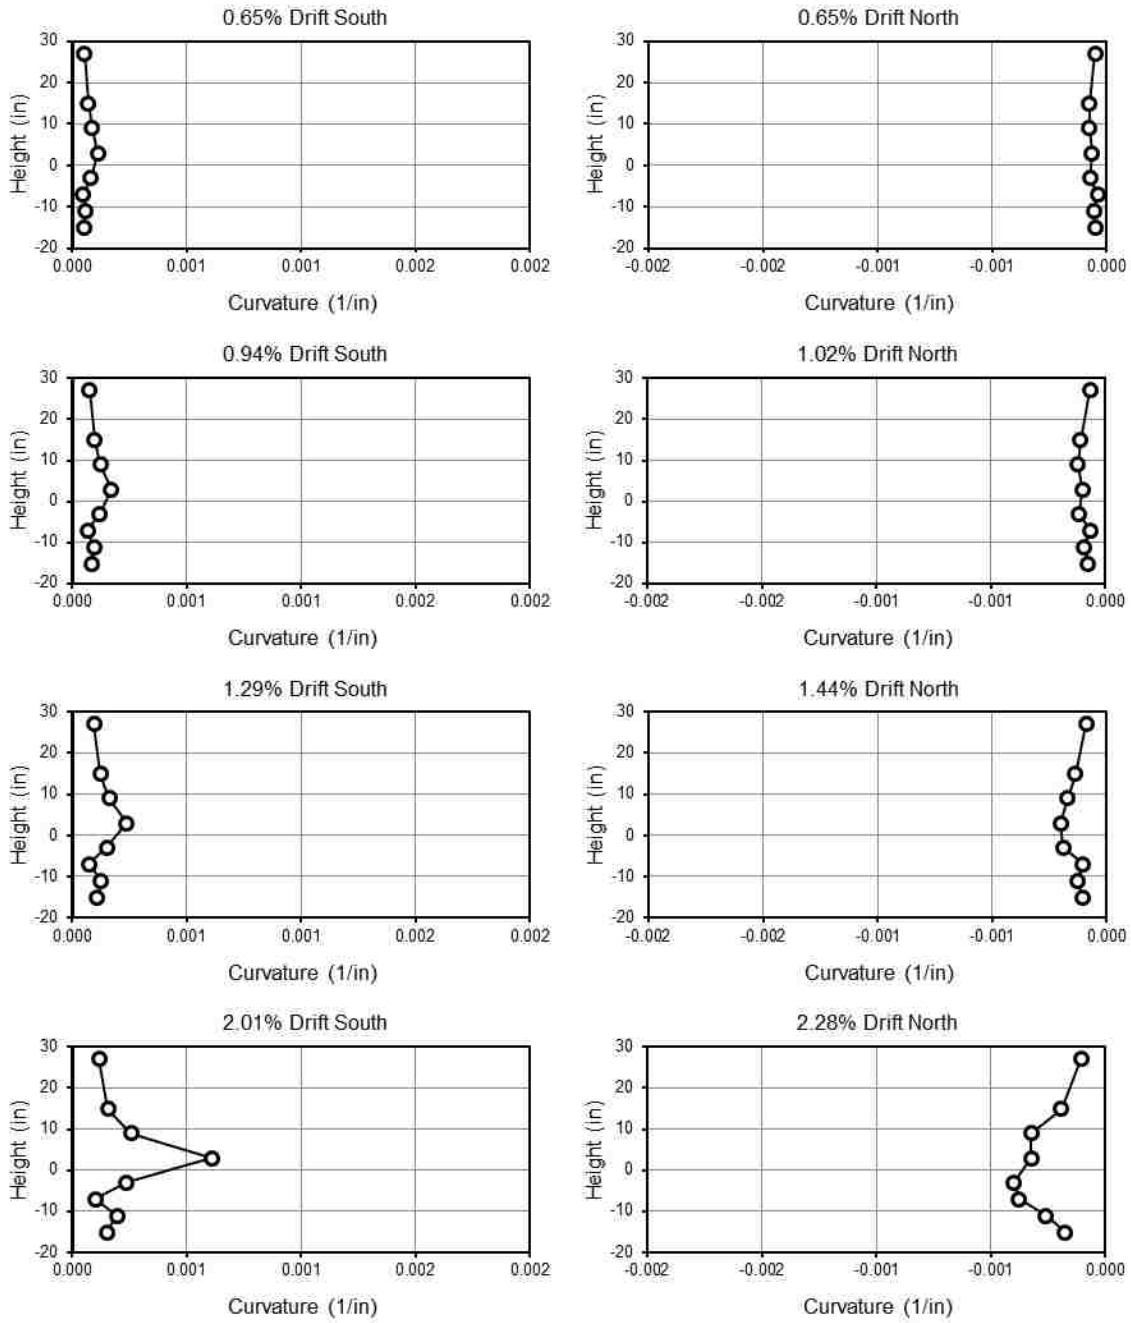 0.65% Drift South
30
20
10
0
-10
-20
Height (in)
0.000 0.001 0.001 0.002 0.002
Curvature (1/in)
0.65% Drift North
30
20
10
0
-10
-20
Height (in)
-0.002 -0.002 -0.001 -0.001 0.000
Curvature (1/in)
0.94% Drift South
30
20
10
0
-10
-20
Height (in)
0.000 0.001 0.001 0.002 0.002
Curvature (1/in)
1.02% Drift North
30
20
10
0
-10
-20
Height (in)
-0.002 -0.002 -0.001 -0.001 0.000
Curvature (1/in)
1.29% Drift South
30
20
10
0
-10
-20
Height (in)
0.000 0.001 0.001 0.002 0.002
Curvature (1/in)
1.44% Drift North
30
20
10
0
-10
-20
Height (in)
-0.002 -0.002 -0.001 -0.001 0.000
Curvature (1/in)
2.01% Drift South
30
20
10
0
-10
-20
Height (in)
0.000 0.001 0.001 0.002 0.002
Curvature (1/in)
2.28% Drift North
30
20
10
0
-10
-20
Height (in)
-0.002 -0.002 -0.001 -0.001 0.000
Curvature (1/in)